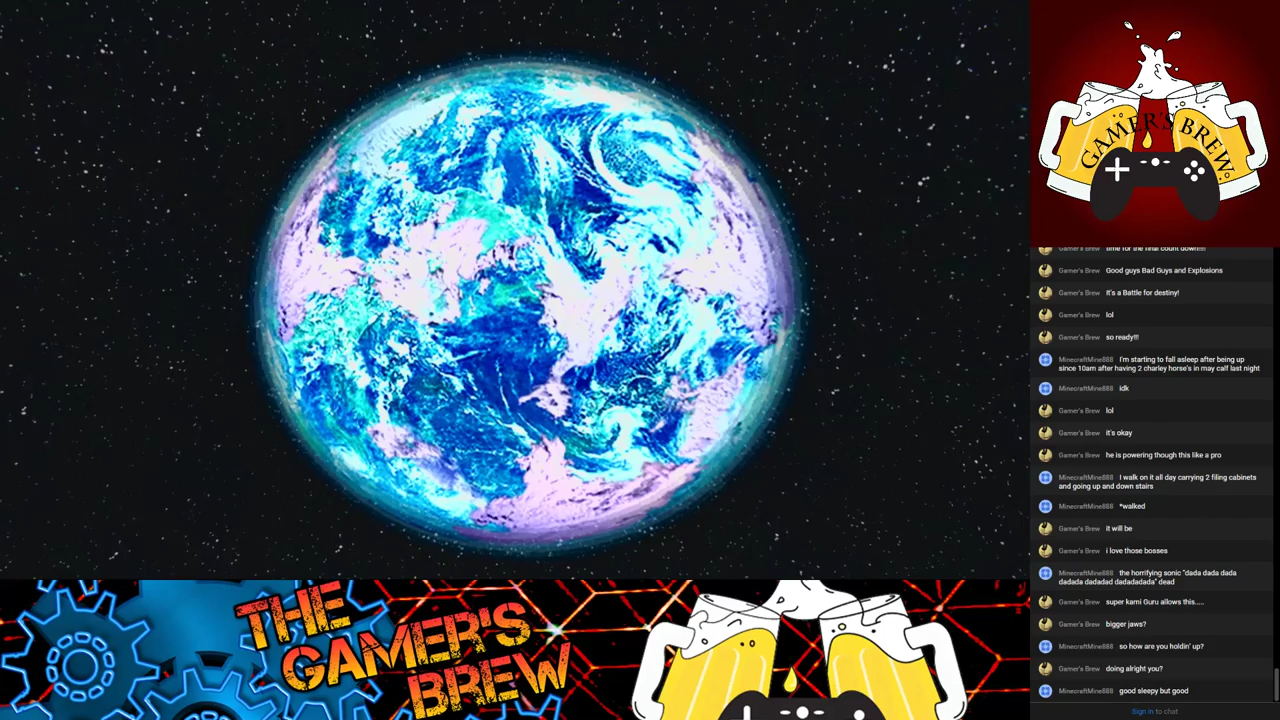 GAMER'S BREW
Gamer's Brew time for the final count down!!!!
Gamer's Brew Good guys Bad Guys and Explosions
Gamer's Brew It's a Battle for destiny!
Gamer's Brew lol
Gamer's Brew so ready!!!
MinecraftMine888 I'm starting to fall asleep after being up
since 10am after having 2 charley horse's in may calf last night
MinecraftMine888 idk
Gamer's Brew lol
Gamer's Brew it's okay
Gamer's Brew he is powering though this like a pro
MinecraftMine888 I walk on it all day carrying 2 filing cabinets
and going up and down stairs
MinecraftMine888 *walked
Gamer's Brew it will be
Gamer's Brew i love those bosses
MinecraftMine888 the horrifying sonic "dada dada dada
dadada dadadad dadadadada" dead
Gamer's Brew super kami Guru allows this.....
Gamer's Brew bigger jaws?
MinecraftMine888 so how are you holdin' up?
Gamer's Brew doing alright you?
MinecraftMine888 good sleepy but good
Sign in to chat
THE
GAMER'S
BREW